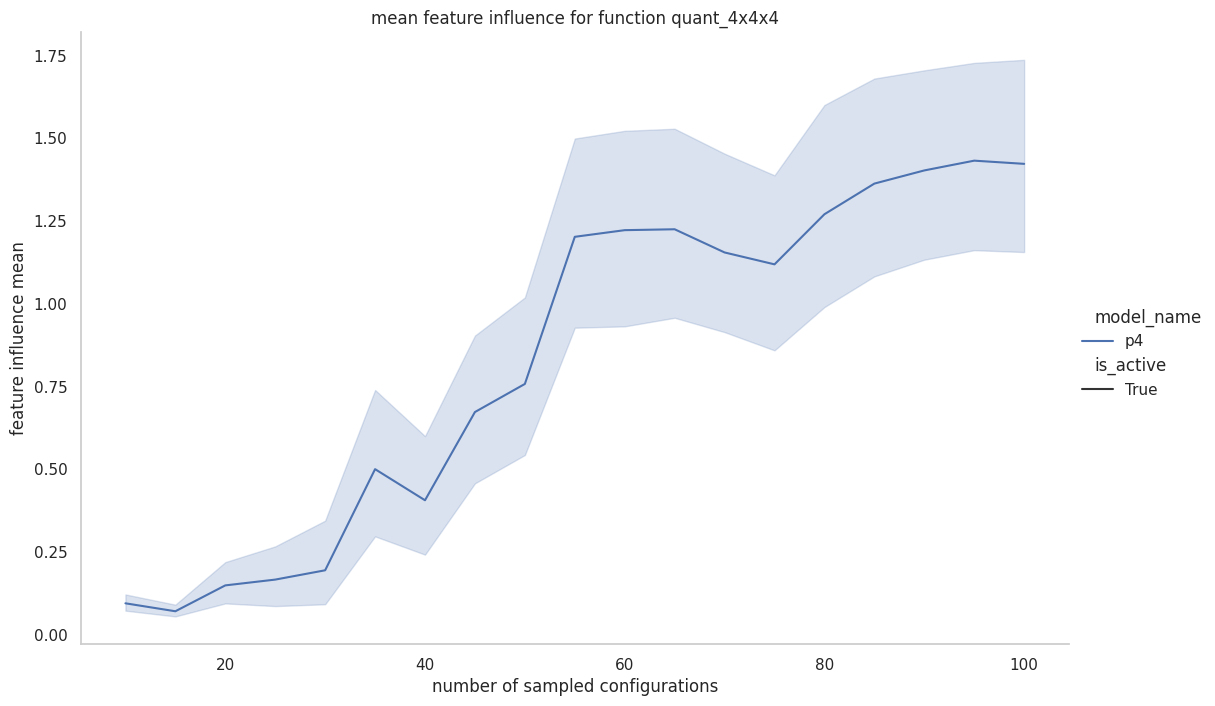 mean feature influence for function quant_4x4x4
1.75
1.50
1.25
1.00
0.75
0.50
0.25
0.00
feature influence mean
20
40
60
80
100
number of sampled configurations
model_name
p4
is_active
True